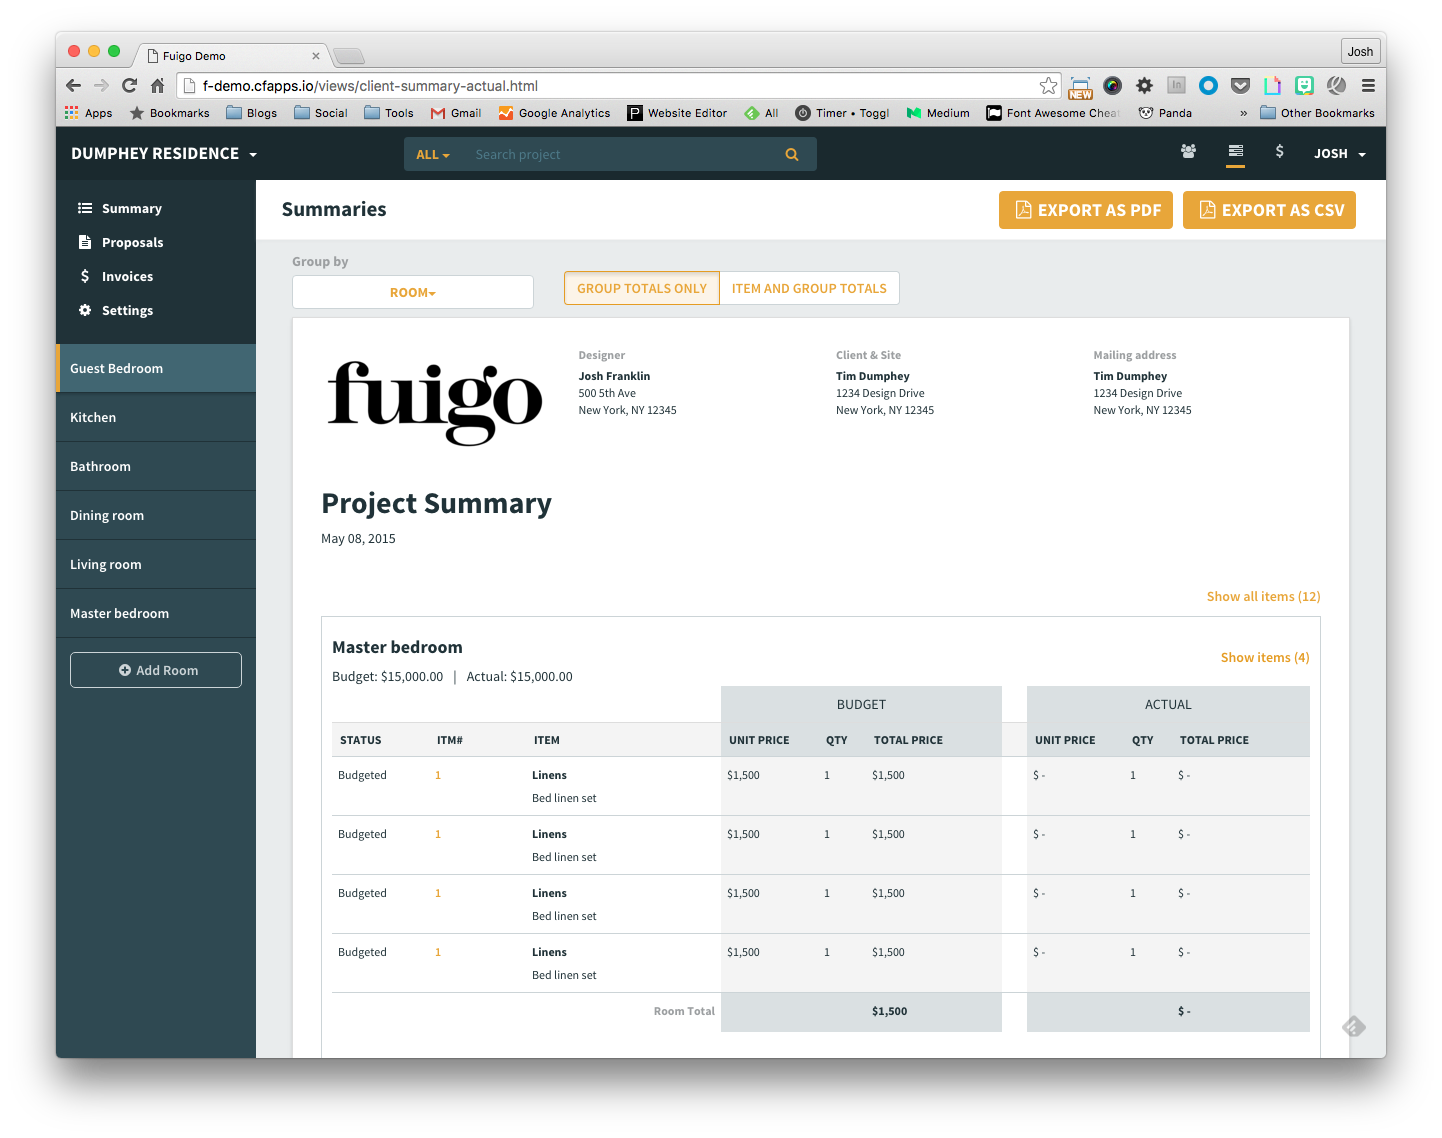 Fuigo Demo
Josh
f-demo.cfapps.io/views/client-summary-actual.html
NEW
Apps Bookmarks Blogs Social Tools Gmail Google Analytics Website Editor All Timer • Toggl Medium Font Awesome Chea Panda » Other Bookmarks
DUMPHEY RESIDENCE
ALL Search project
$ JOSH
Summary
Proposals
$ Invoices
Settings
Guest Bedroom
Kitchen
Bathroom
Dining room
Living room
Master bedroom
Add Room
Summaries
EXPORT AS PDF EXPORT AS CSV
Group by
ROOM
GROUP TOTALS ONLY ITEM AND GROUP TOTALS
fuigo
Designer
Josh Franklin
500 5th Ave
New York, NY 12345
Client & Site
Tim Dumphey
1234 Design Drive
New York, NY 12345
Mailing address
Tim Dumphey
1234 Design Drive
New York, NY 12345
Project Summary
May 08, 2015
Show all items (12)
Master bedroom
Show items (4)
Budget: $15,000.00 | Actual: $15,000.00
BUDGET ACTUAL
STATUS ITM# ITEM UNIT PRICE QTY TOTAL PRICE UNIT PRICE QTY TOTAL PRICE
Budgeted 1 Linens $1,500 1 $1,500 $ - 1 $ -
Bed linen set
Budgeted 1 Linens $1,500 1 $1,500 $ - 1 $ -
Bed linen set
Budgeted 1 Linens $1,500 1 $1,500 $ - 1 $ -
Bed linen set
Budgeted 1 Linens $1,500 1 $1,500 $ - 1 $ -
Bed linen set
Room Total $1,500 $ -